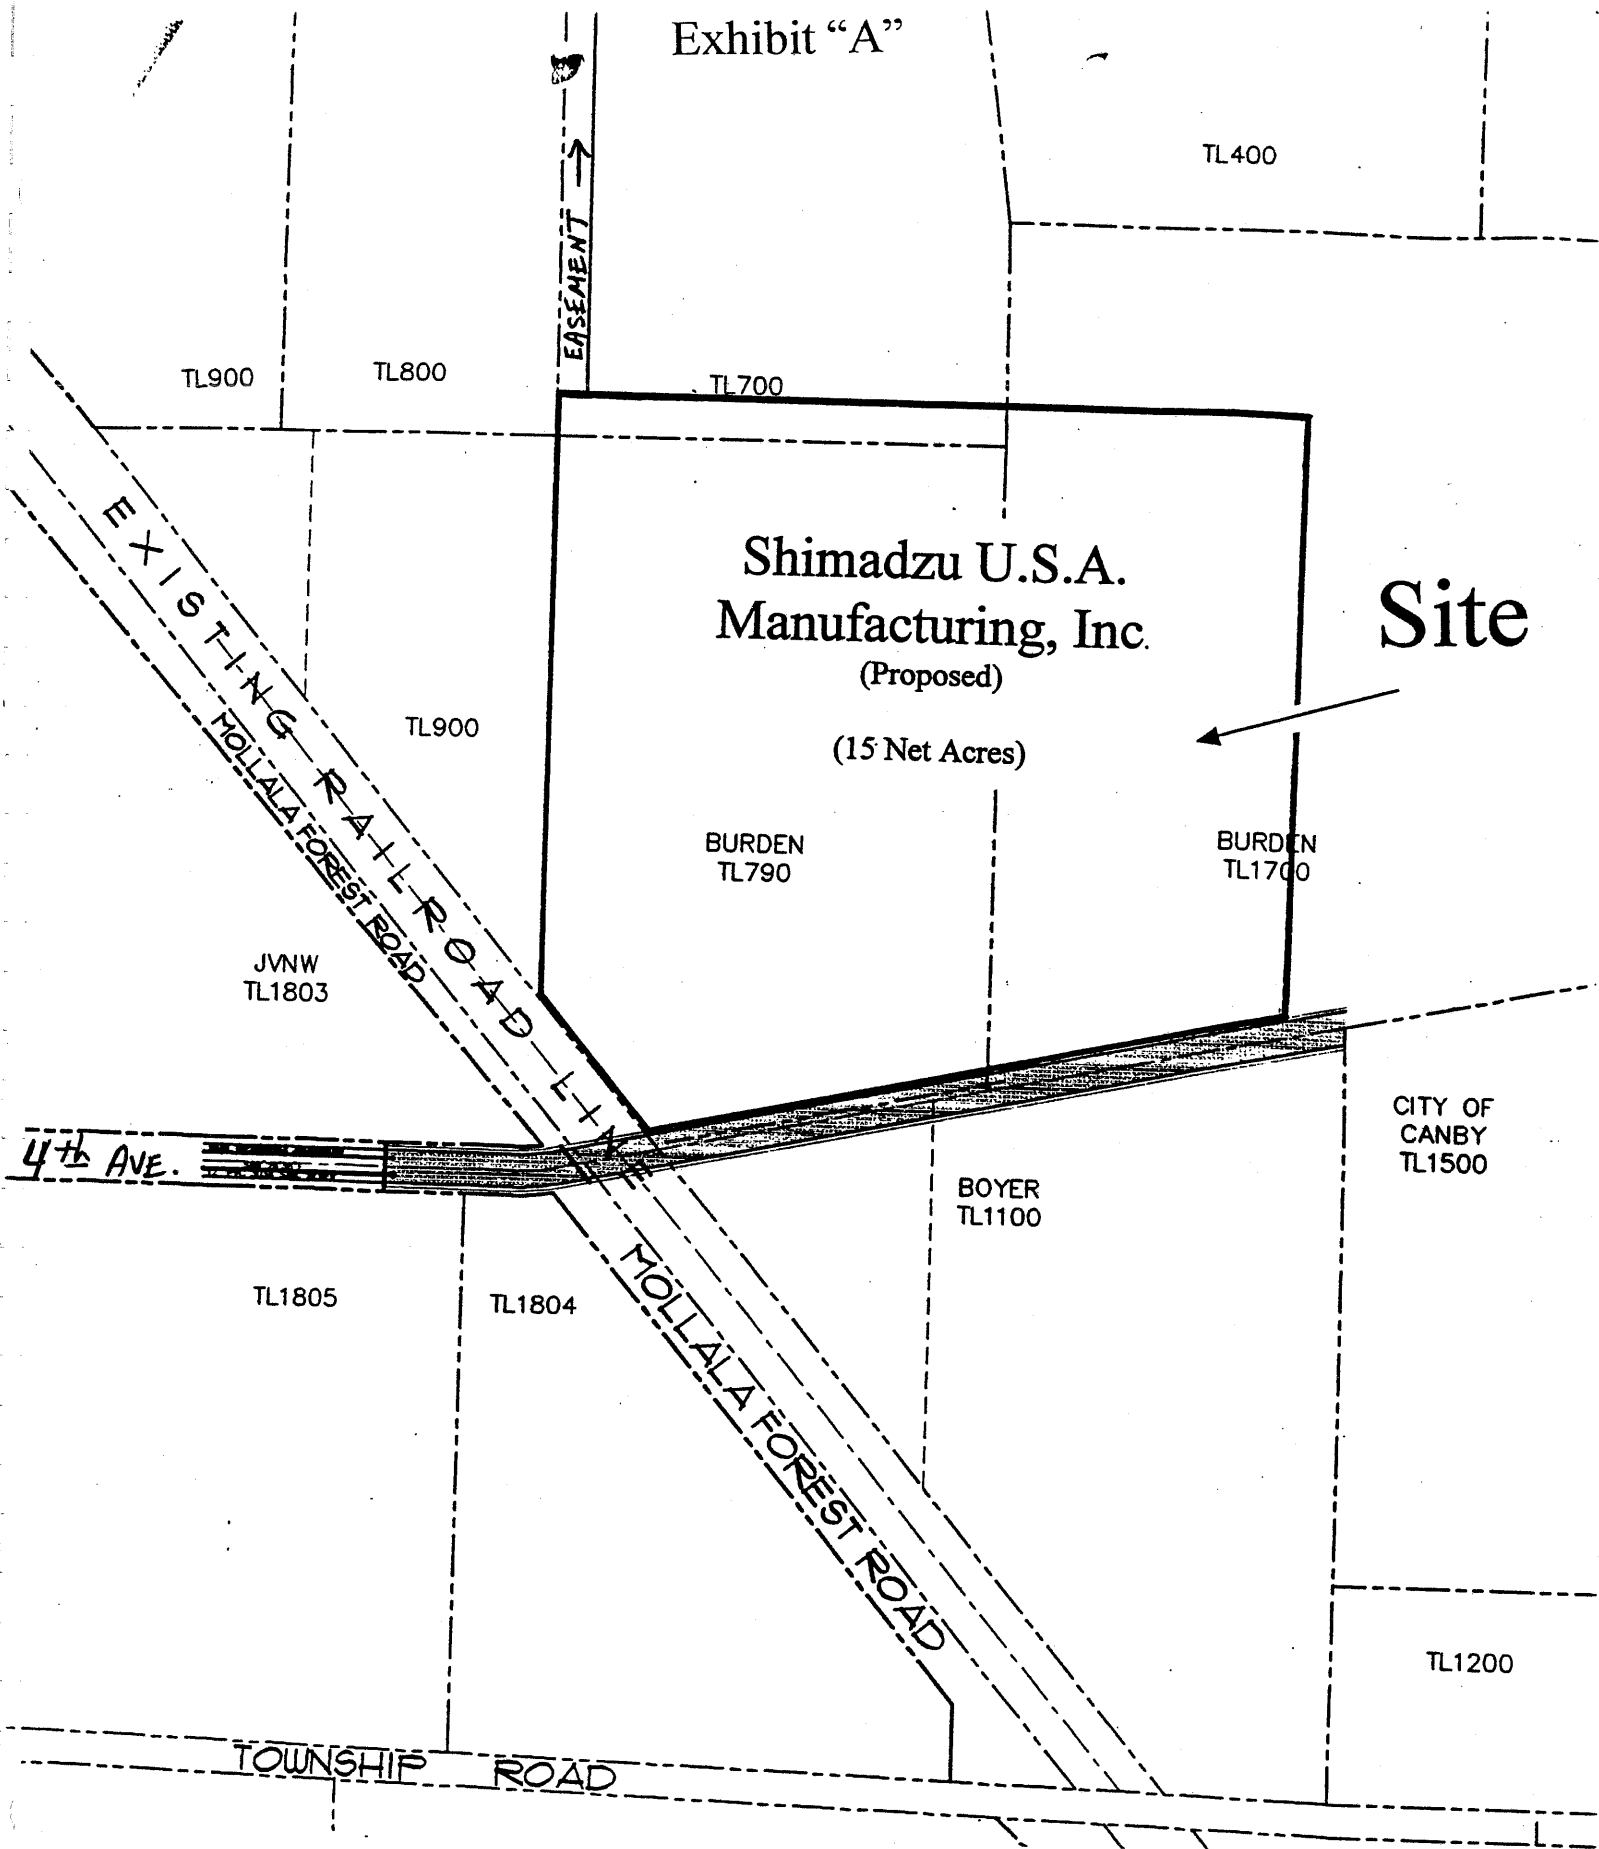 Exhibit “A”
TL400
EASEMENT
TL900
TL800
TL700
Shimadzu U.S.A.
Manufacturing, Inc.
(Proposed)
(15 Net Acres)
Site
EXISTING RAILROAD LINE
MOLLALA FOREST ROAD
TL900
BURDEN
TL790
BURDEN
TL1700
JVNW
TL1803
4th AVE.
CITY OF
CANBY
TL1500
BOYER
TL1100
TL1805
TL1804
MOLLALA FOREST ROAD
TL1200
TOWNSHIP ROAD